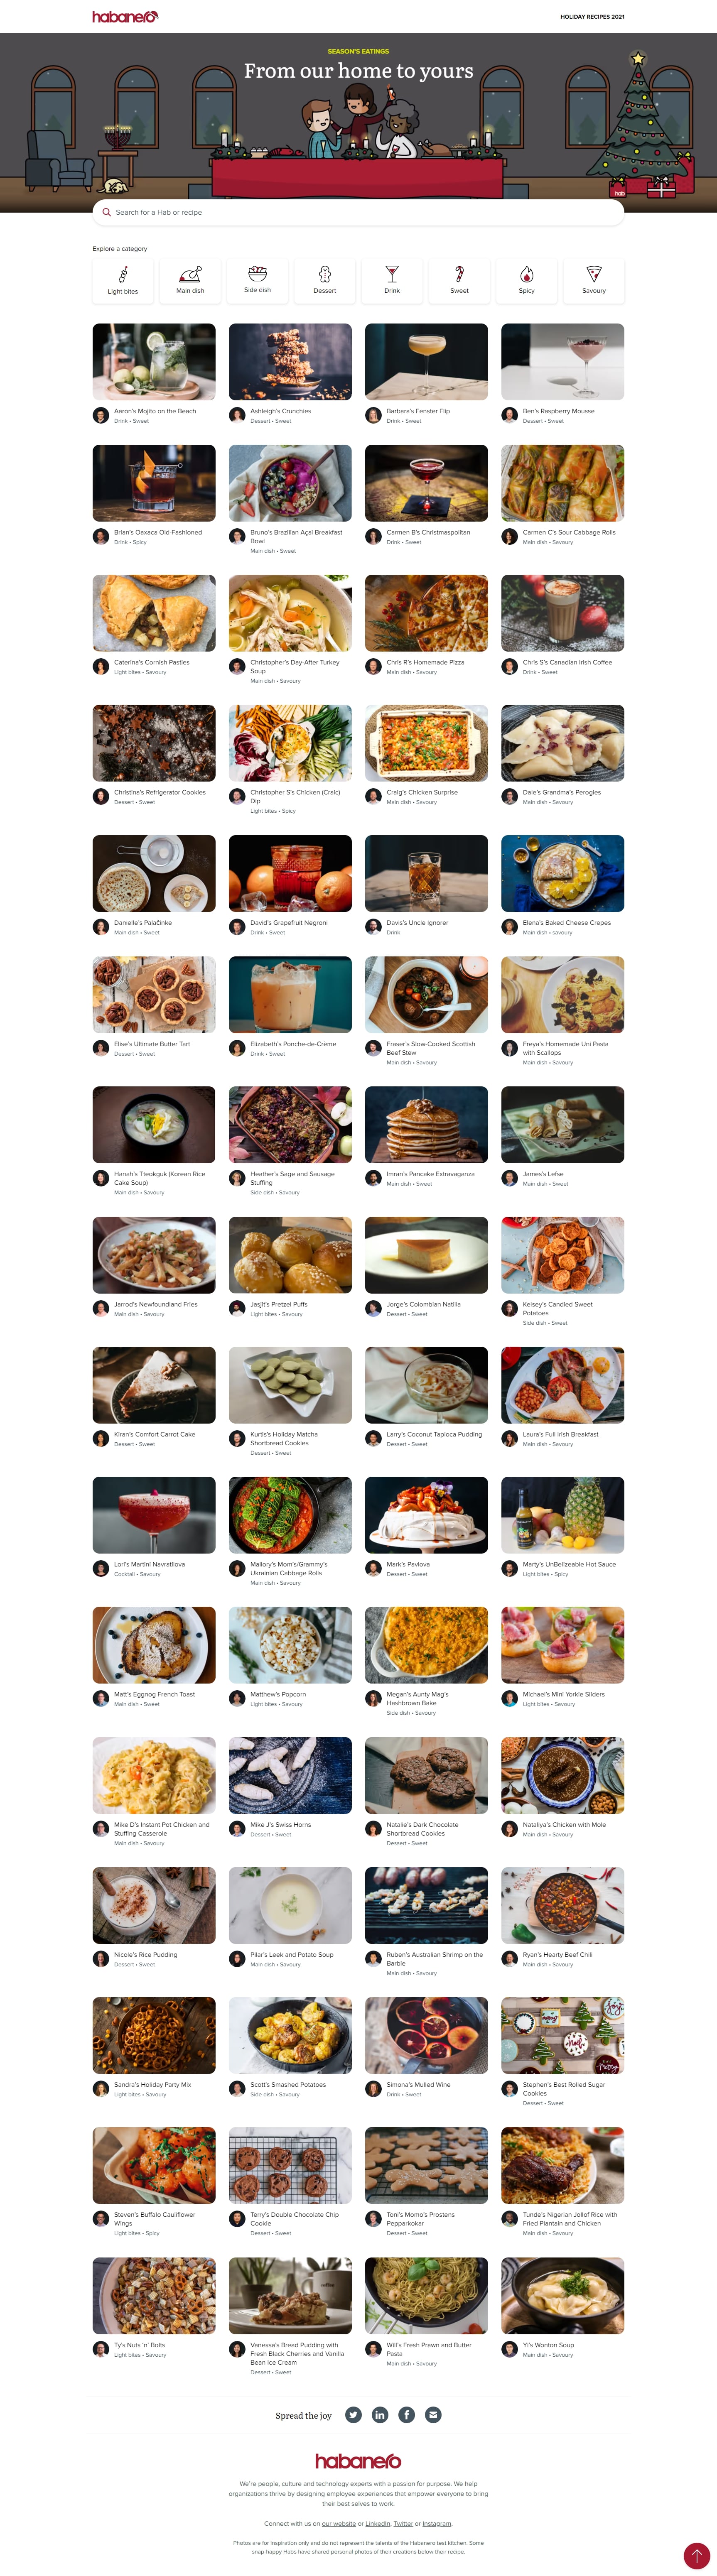 habanero
HOLIDAY RECIPES 2021
SEASON'S EATINGS
From our home to yours
hab
Search for a Hab or recipe
Explore a category
Light bites
Main dish
Side dish
Dessert
Drink
Sweet
Spicy
Savoury
Aaron's Mojito on the Beach
Drink • Sweet
Ashleigh's Crunchies
Dessert • Sweet
Barbara's Fenster Flip
Drink • Sweet
Ben's Raspberry Mousse
Dessert • Sweet
Brian's Oaxaca Old-Fashioned
Drink • Spicy
Bruno's Brazilian Açai Breakfast
Bowl
Main dish • Sweet
Carmen B's Christmaspolitan
Drink • Sweet
Carmen C's Sour Cabbage Rolls
Main dish • Savoury
Caterina's Cornish Pasties
Light bites • Savoury
Christopher's Day-After Turkey
Soup
Main dish • Savoury
Chris R's Homemade Pizza
Main dish • Savoury
Chris S's Canadian Irish Coffee
Drink • Sweet
Christina's Refrigerator Cookies
Dessert • Sweet
Christopher S's Chicken (Craic)
Dip
Light bites • Spicy
Craig's Chicken Surprise
Main dish • Savoury
Dale's Grandma's Perogies
Main dish • Savoury
Danielle's Palačinke
Main dish • Sweet
David's Grapefruit Negroni
Drink • Sweet
Davis's Uncle Ignorer
Drink
Elena's Baked Cheese Crepes
Main dish • savoury
Elise's Ultimate Butter Tart
Dessert • Sweet
Elizabeth's Ponche-de-Crème
Drink • Sweet
Fraser's Slow-Cooked Scottish
Beef Stew
Main dish • Savoury
Freya's Homemade Uni Pasta
with Scallops
Main dish • Savoury
Hanah's Tteokguk (Korean Rice
Cake Soup)
Main dish • Savoury
Heather's Sage and Sausage
Stuffing
Side dish • Savoury
Imran's Pancake Extravaganza
Main dish • Sweet
James's Lefse
Main dish • Sweet
Jarrod's Newfoundland Fries
Main dish • Savoury
Jasjit's Pretzel Puffs
Light bites • Savoury
Jorge's Colombian Natilla
Dessert • Sweet
Kelsey's Candied Sweet
Potatoes
Side dish • Sweet
Kiran's Comfort Carrot Cake
Dessert • Sweet
Kurtis's Holiday Matcha
Shortbread Cookies
Dessert • Sweet
Larry's Coconut Tapioca Pudding
Dessert • Sweet
Laura's Full Irish Breakfast
Main dish • Savoury
Lori's Martini Navratilova
Cocktail • Savoury
Mallory's Mom's/Grammy's
Ukrainian Cabbage Rolls
Main dish • Savoury
Mark's Pavlova
Dessert • Sweet
Marty's UnBelizeable Hot Sauce
Light bites • Spicy
Matt's Eggnog French Toast
Main dish • Sweet
Matthew's Popcorn
Light bites • Savoury
Megan's Aunty Mag's
Hashbrown Bake
Side dish • Savoury
Michael's Mini Yorkie Sliders
Light bites • Savoury
Mike D's Instant Pot Chicken and
Stuffing Casserole
Main dish • Savoury
Mike J's Swiss Horns
Dessert • Sweet
Natalie's Dark Chocolate
Shortbread Cookies
Dessert • Sweet
Nataliya's Chicken with Mole
Main dish • Savoury
Nicole's Rice Pudding
Dessert • Sweet
Pilar's Leek and Potato Soup
Main dish • Savoury
Ruben's Australian Shrimp on the
Barbie
Main dish • Savoury
Ryan's Hearty Beef Chili
Main dish • Savoury
Sandra's Holiday Party Mix
Light bites • Savoury
Scott's Smashed Potatoes
Side dish • Savoury
Simona's Mulled Wine
Drink • Sweet
Stephen's Best Rolled Sugar
Cookies
Dessert • Sweet
Steven's Buffalo Cauliflower
Wings
Light bites • Spicy
Terry's Double Chocolate Chip
Cookie
Dessert • Sweet
Toni's Momo's Prostens
Pepparkokar
Dessert • Sweet
Tunde's Nigerian Jollof Rice with
Fried Plantain and Chicken
Main dish • Savoury
Ty's Nuts 'n' Bolts
Light bites • Savoury
Vanessa's Bread Pudding with
Fresh Black Cherries and Vanilla
Bean Ice Cream
Dessert • Sweet
Will's Fresh Prawn and Butter
Pasta
Main dish • Savoury
Yi's Wonton Soup
Main dish • Savoury
Spread the joy
habanero
We're people, culture and technology experts with a passion for purpose. We help
organizations thrive by designing employee experiences that empower everyone to bring
their best selves to work.
Connect with us on our website or LinkedIn, Twitter or Instagram.
Photos are for inspiration only and do not represent the talents of the Habanero test kitchen. Some
snap-happy Habs have shared personal photos of their creations below their recipe.